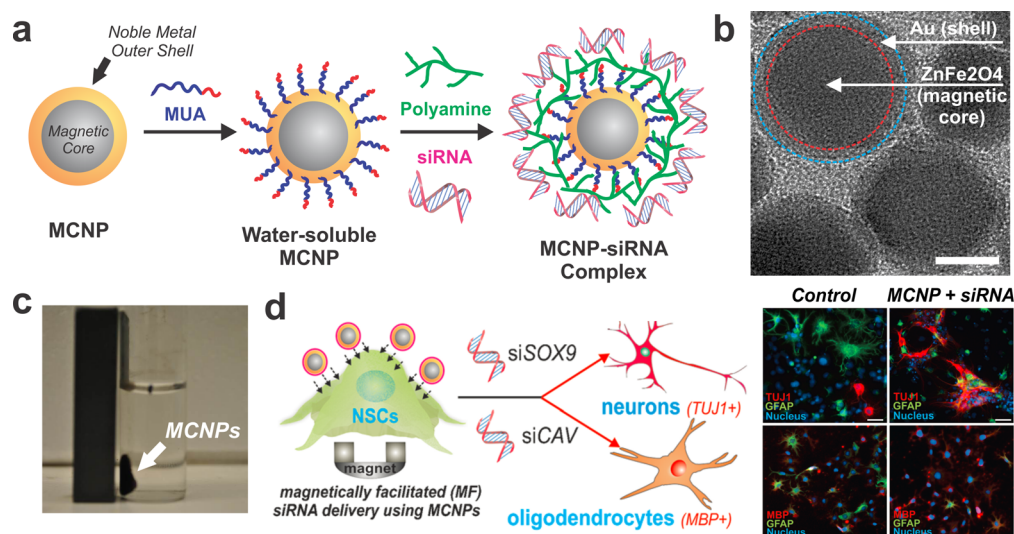 a
Noble Metal
Outer Shell
Magnetic
Core
MCNP
MUA
Water-soluble
MCNP
Polyamine
siRNA
MCNP-siRNA
Complex
b
Au (shell)
ZnFe2O4
(magnetic
core)
c
MCNPs
d
NSCs
magnet
magnetically facilitated (MF)
siRNA delivery using MCNPs
siSOX9
siCAV
neurons (TUJ1+)
oligodendrocytes (MBP+)
Control
MCNP + siRNA
TUJ1
GFAP
Nucleus
TUJ1
GFAP
Nucleus
MBP
GFAP
Nucleus
MBP
GFAP
Nucleus